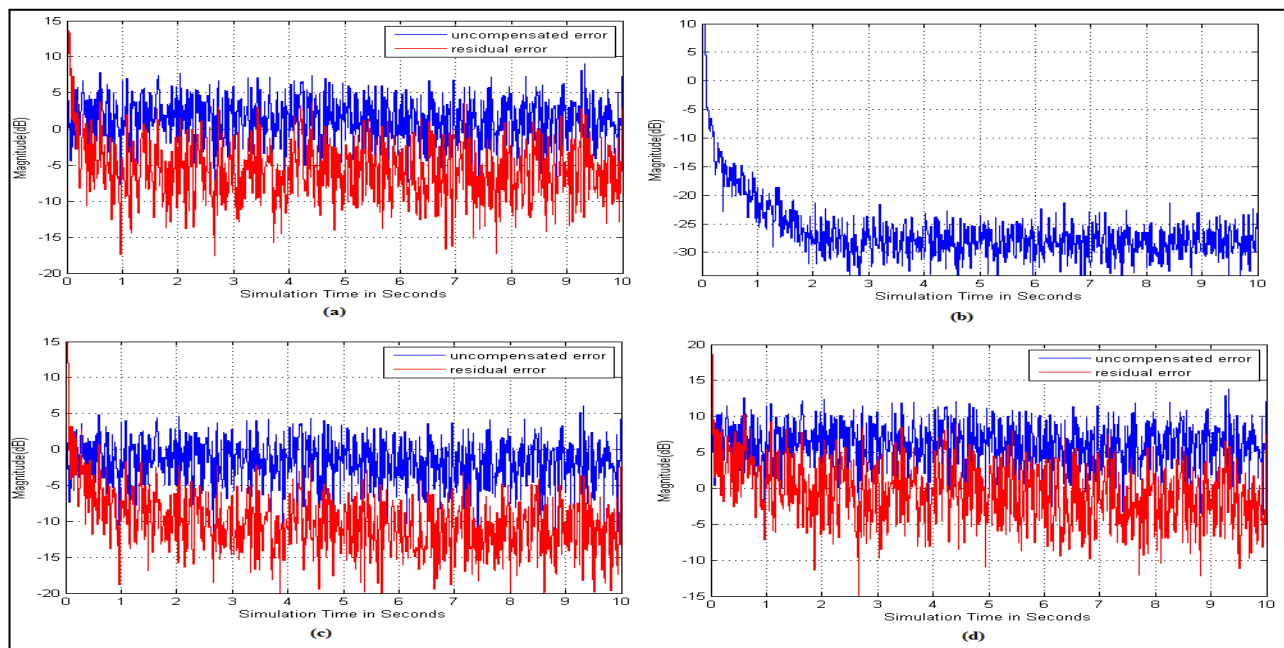 15
10
5
0
-5
-10
-15
-20
Magnitude(dB)
uncompensated error
residual error
0 1 2 3 4 5 6 7 8 9 10
Simulation Time in Seconds
(a)
10
5
0
-5
-10
-15
-20
-25
-30
Magnitude(dB)
0 1 2 3 4 5 6 7 8 9 10
Simulation Time in Seconds
(b)
15
10
5
0
-5
-10
-15
-20
Magnitude(dB)
uncompensated error
residual error
0 1 2 3 4 5 6 7 8 9 10
Simulation Time in Seconds
(c)
20
15
10
5
0
-5
-10
-15
Magnitude(dB)
uncompensated error
residual error
0 1 2 3 4 5 6 7 8 9 10
Simulation Time in Seconds
(d)